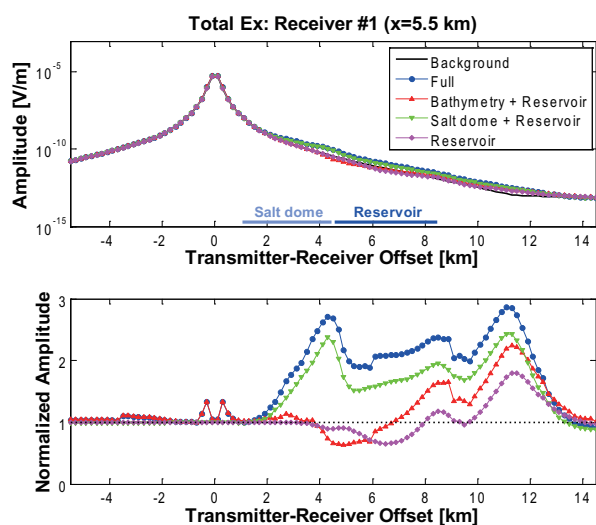 Total Ex: Receiver #1 (x=5.5 km)
Amplitude [V/m]
10^-5
10^-10
10^-15
Background
Full
Bathymetry + Reservoir
Salt dome + Reservoir
Reservoir
Salt dome
Reservoir
-4 -2 0 2 4 6 8 10 12 14
Transmitter-Receiver Offset [km]
Normalized Amplitude
3
2
1
0
-4 -2 0 2 4 6 8 10 12 14
Transmitter-Receiver Offset [km]